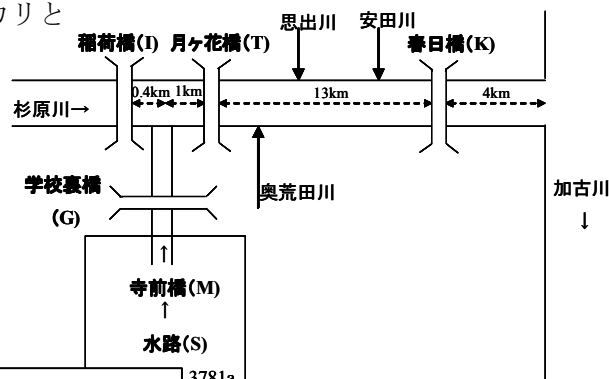 カリと
思出川 安田川
稲荷橋(I) 月ヶ花橋(T) 春日橋(K)
0.4km 1km 13km 4km
杉原川→
学校裏橋
(G)
奥荒田川
加古川
↓
↑
寺前橋(M)
↑
水路(S)
3781a